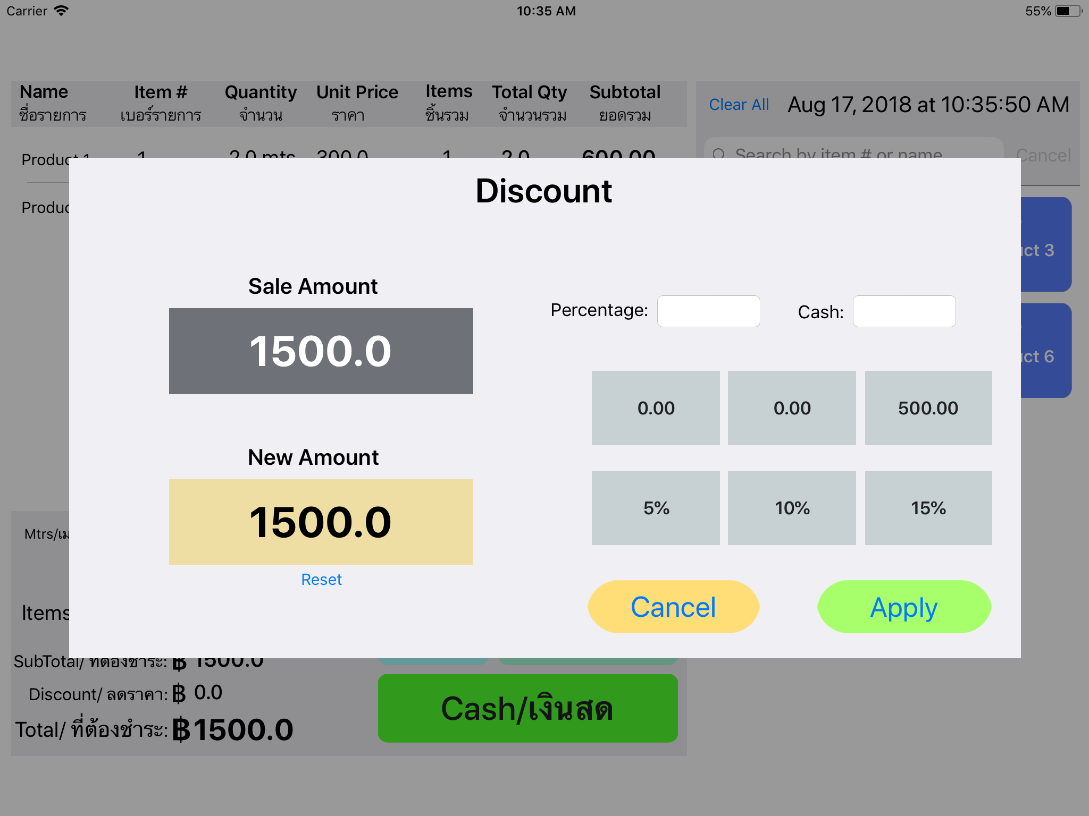 Carrier 10:35 AM 55%
Name Item # Quantity Unit Price Items Total Qty Subtotal
ชื่อรายการ เบอร์รายการ จำนวน ราคา ชิ้นรวม จำนวนรวม ยอดรวม
Clear All Aug 17, 2018 at 10:35:50 AM
Product 1 1 2.0 mts 300.0 1 2.0 600.00
Search by item # or name Cancel
Discount
Produc
uct 3
Sale Amount
1500.0
Percentage: Cash:
uct 6
0.00 0.00 500.00
New Amount
1500.0
5% 10% 15%
Mtrs/เม
Reset
Cancel Apply
Items
SubTotal/ ที่ต้องชำระ: ฿ 1500.0
Discount/ ลดราคา: ฿ 0.0
Total/ ที่ต้องชำระ: ฿1500.0
Cash/เงินสด